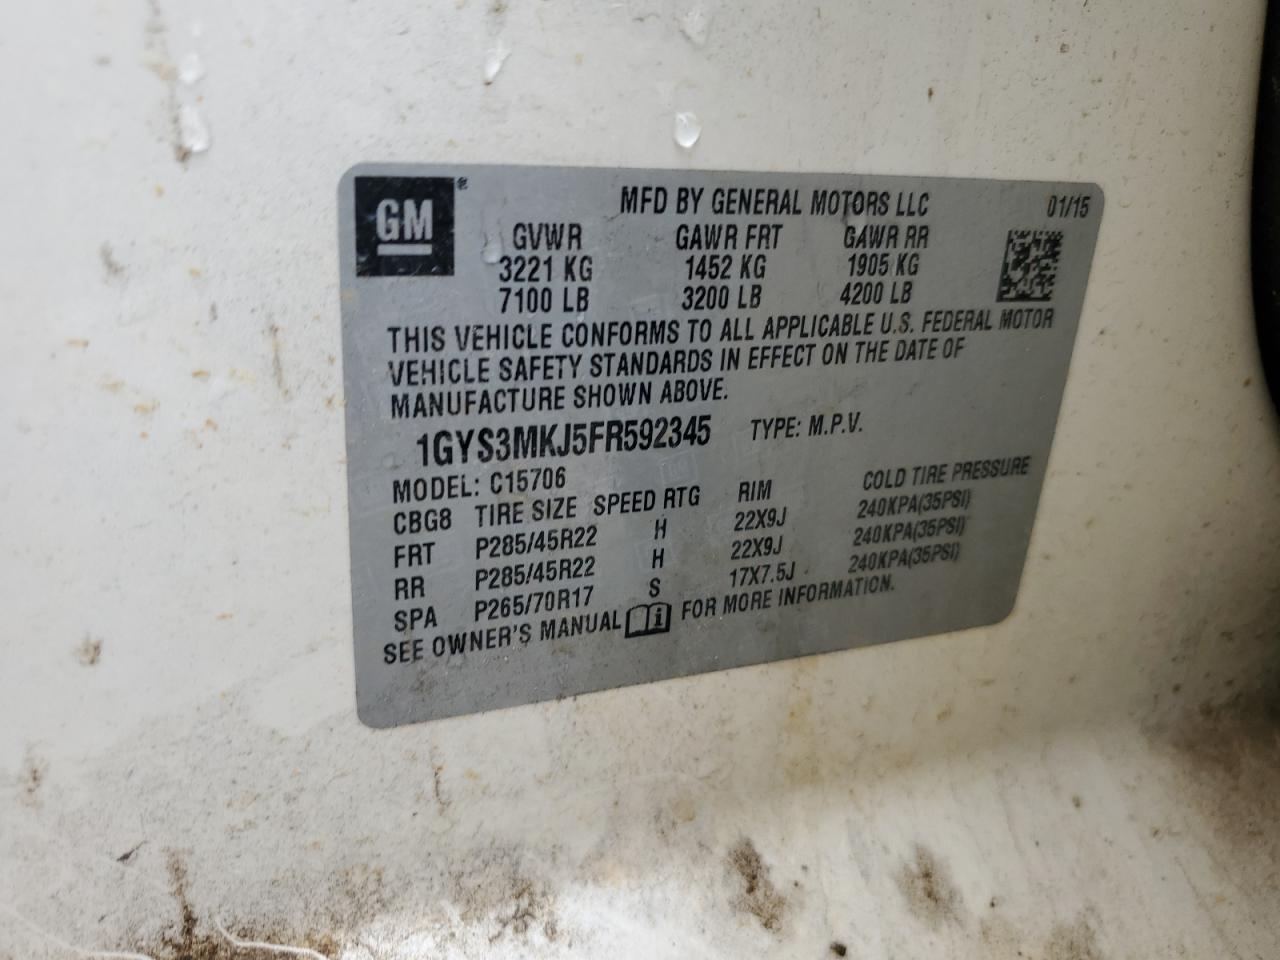 GM® MFD BY GENERAL MOTORS LLC 01/15
GVWR GAWR FRT GAWR RR
3221 KG 1452 KG 1905 KG
7100 LB 3200 LB 4200 LB
THIS VEHICLE CONFORMS TO ALL APPLICABLE U.S. FEDERAL MOTOR
VEHICLE SAFETY STANDARDS IN EFFECT ON THE DATE OF
MANUFACTURE SHOWN ABOVE.
1GYS3MKJ5FR592345 TYPE: M.P.V.
MODEL: C15706
CBG8 TIRE SIZE SPEED RTG RIM COLD TIRE PRESSURE
FRT P285/45R22 H 22X9J 240KPA(35PSI)
RR P285/45R22 H 22X9J 240KPA(35PSI)
SPA P265/70R17 S 17X7.5J 240KPA(35PSI)
SEE OWNER'S MANUAL i FOR MORE INFORMATION.